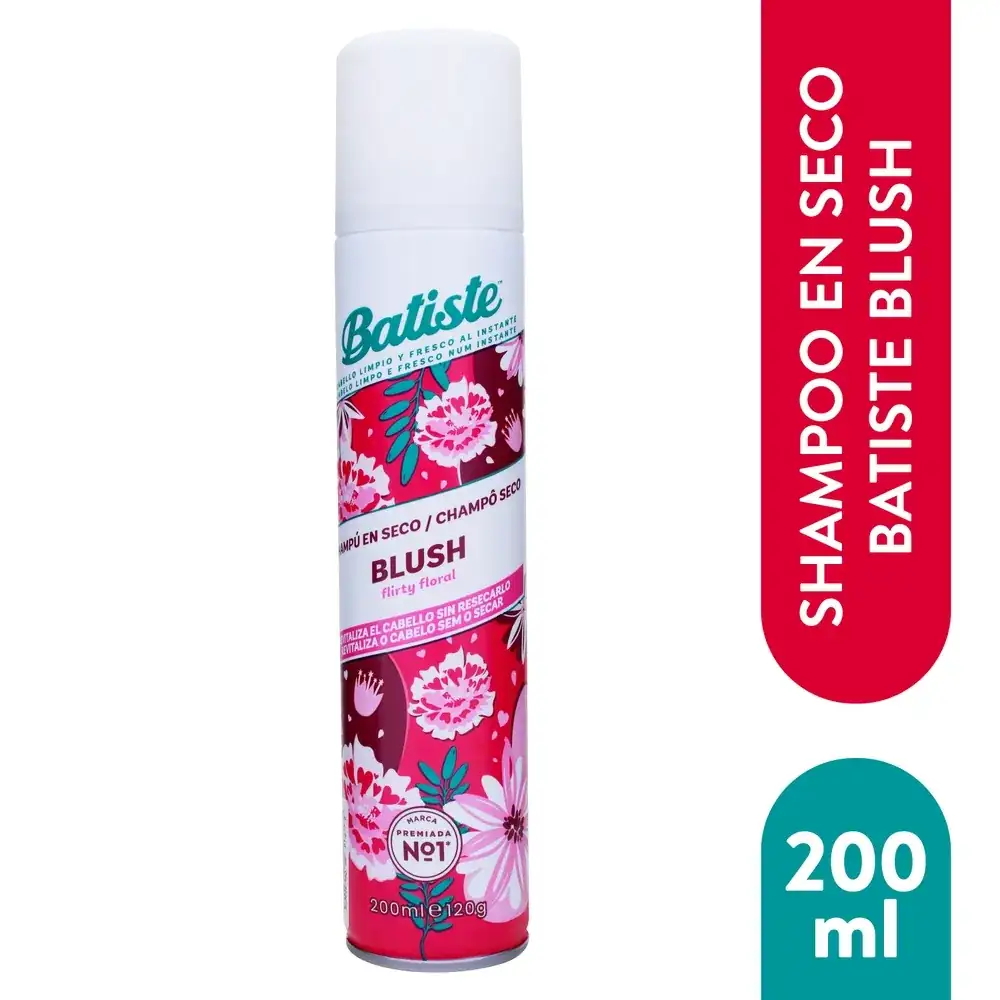 Batiste™
CABELLO LIMPIO Y FRESCO AL INSTANTE
CABELO LIMPO E FRESCO NUM INSTANTE
CHAMPÚ EN SECO / CHAMPÔ SECO
BLUSH
flirty floral
REVITALIZA EL CABELLO SIN RESECARLO
REVITALIZA O CABELO SEM O SECAR
MARCA
PREMIADA
Nº1*
200ml e 120g
SHAMPOO EN SECO
BATISTE BLUSH
200
ml